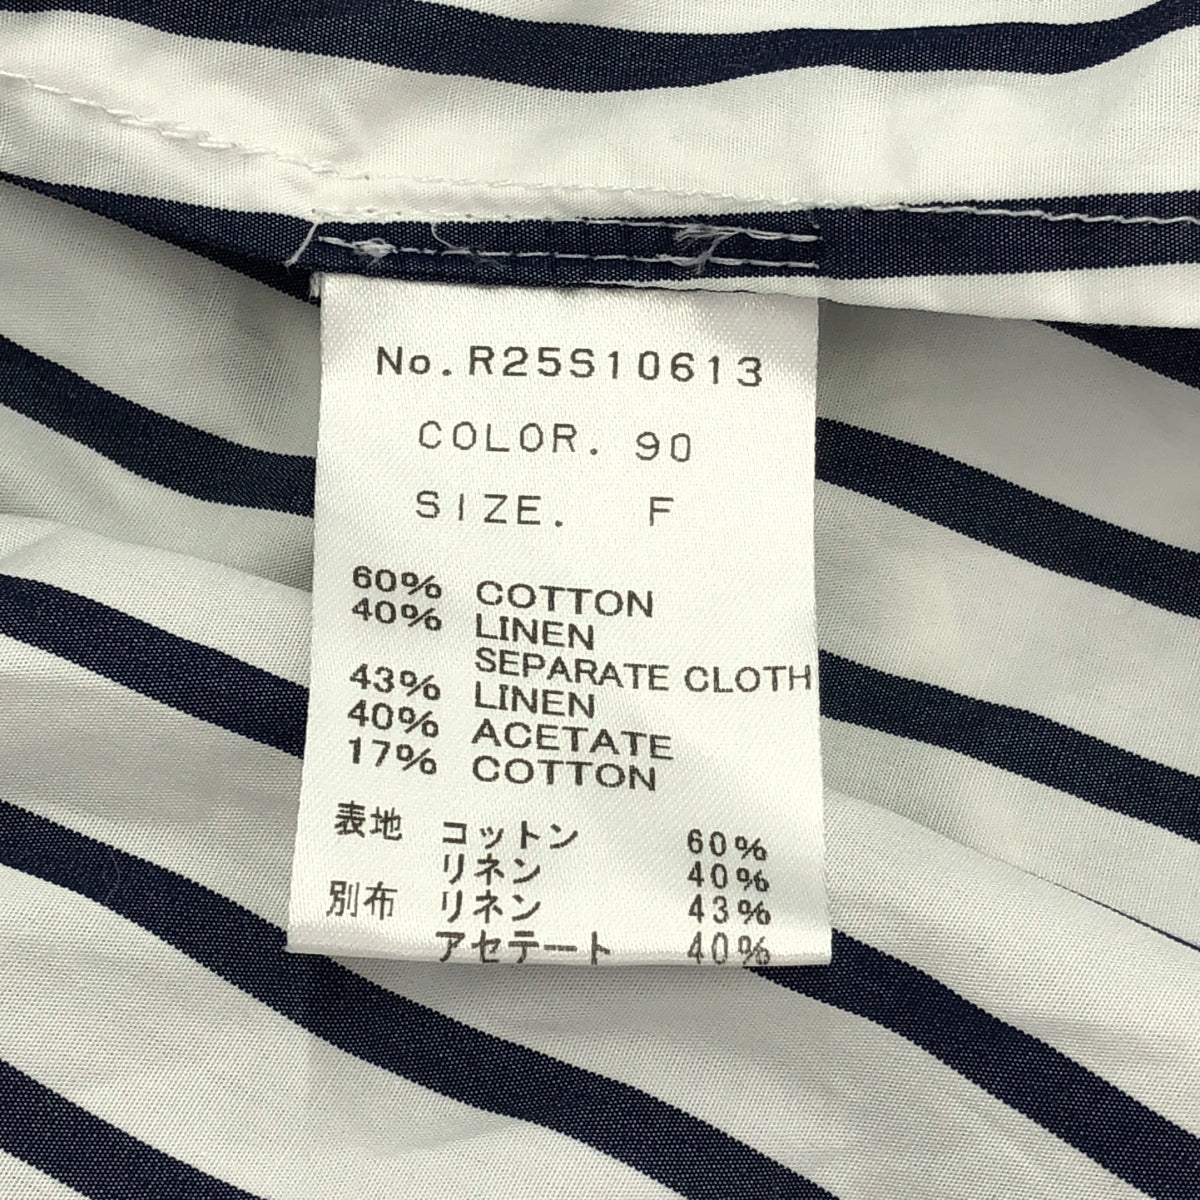 No.R25S10613
COLOR. 90
SIZE. F
60% COTTON
40% LINEN
SEPARATE CLOTH
43% LINEN
40% ACETATE
17% COTTON
表地 コットン 60%
リネン 40%
別布 リネン 43%
アセテート 40%